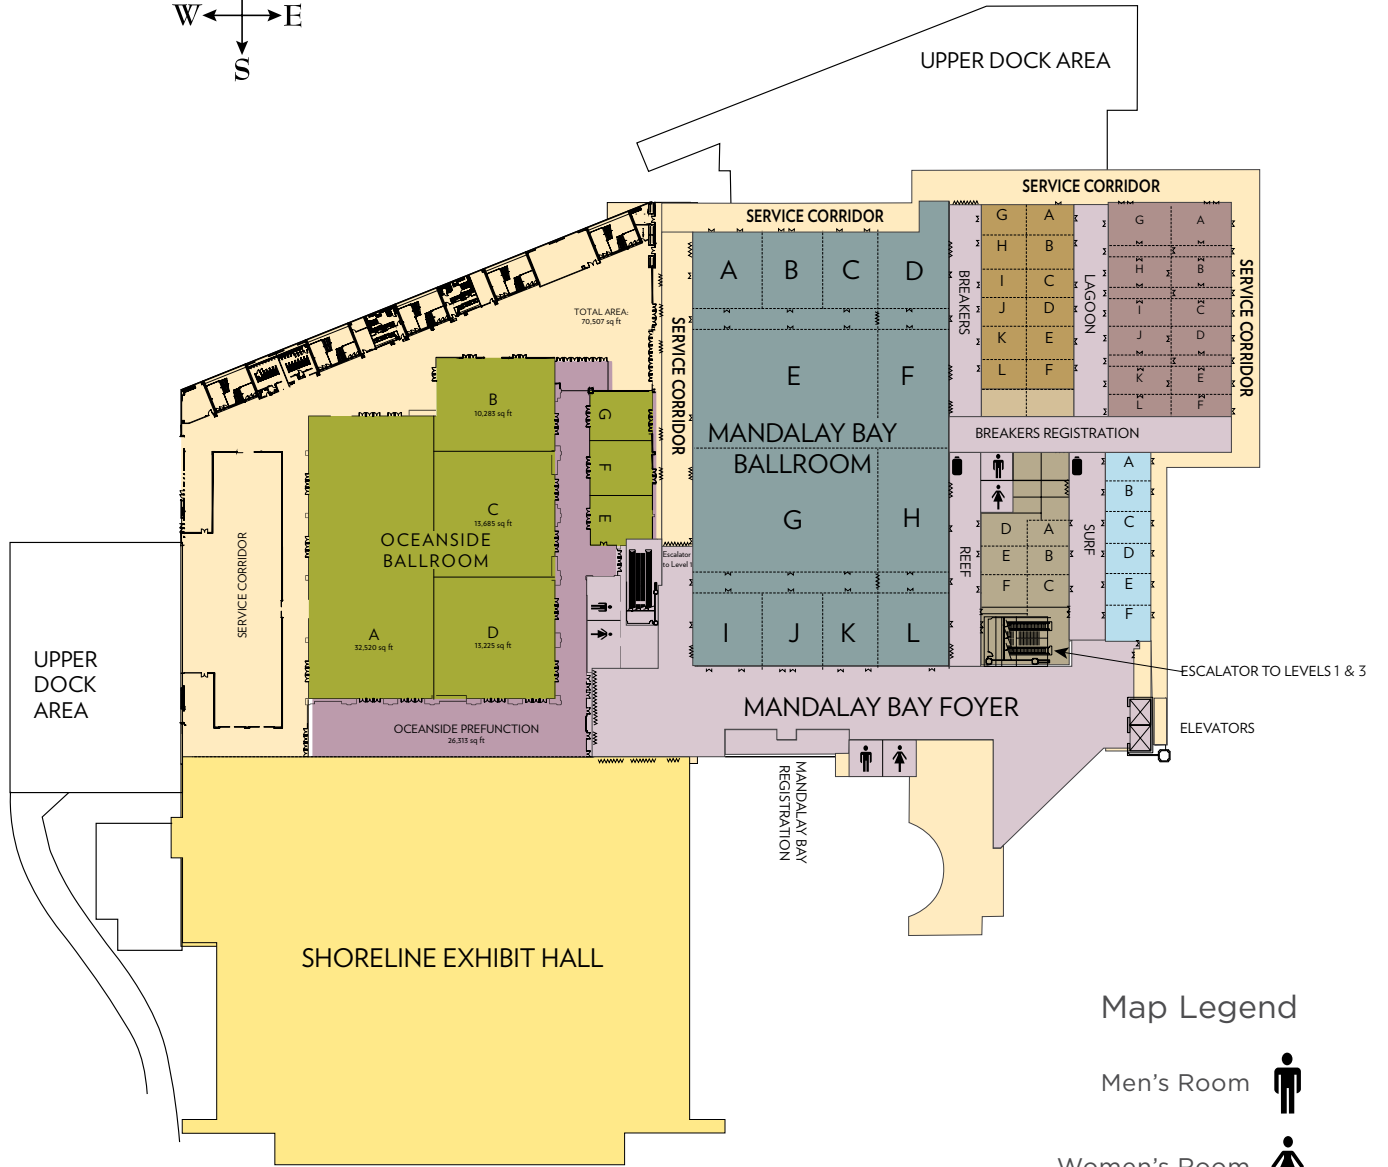 W E
S
UPPER DOCK AREA
SERVICE CORRIDOR
SERVICE CORRIDOR
A B C D
E F
MANDALAY BAY
BALLROOM
G H
I J K L
SERVICE CORRIDOR
BREAKERS
G A
H B
I C
J D
K E
L F
LAGOON
G A
H B
I C
J D
K E
L F
SERVICE CORRIDOR
BREAKERS REGISTRATION
REEF
D A
E B
F C
SURF
A
B
C
D
E
F
TOTAL AREA:
70,507 sq ft
B
10,283 sq ft
C
13,685 sq ft
OCEANSIDE
BALLROOM
A
32,520 sq ft
D
13,225 sq ft
G
F
E
Escalator
to Level 1
SERVICE CORRIDOR
UPPER
DOCK
AREA
OCEANSIDE PREFUNCTION
26,313 sq ft
MANDALAY BAY FOYER
ESCALATOR TO LEVELS 1 & 3
ELEVATORS
MANDALAY BAY
REGISTRATION
SHORELINE EXHIBIT HALL
Map Legend
Men's Room
Women's Room